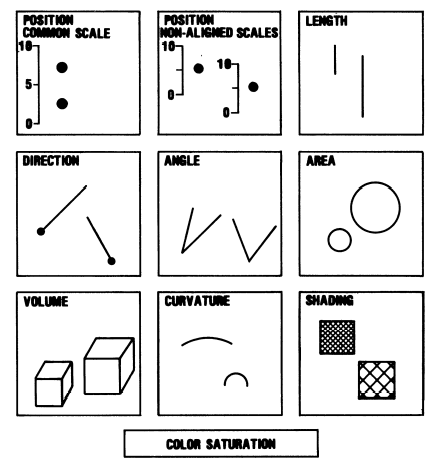 POSITION
COMMON SCALE
10
5
0
POSITION
NON-ALIGNED SCALES
10
0
10
0
LENGTH
DIRECTION
ANGLE
AREA
VOLUME
CURVATURE
SHADING
COLOR SATURATION